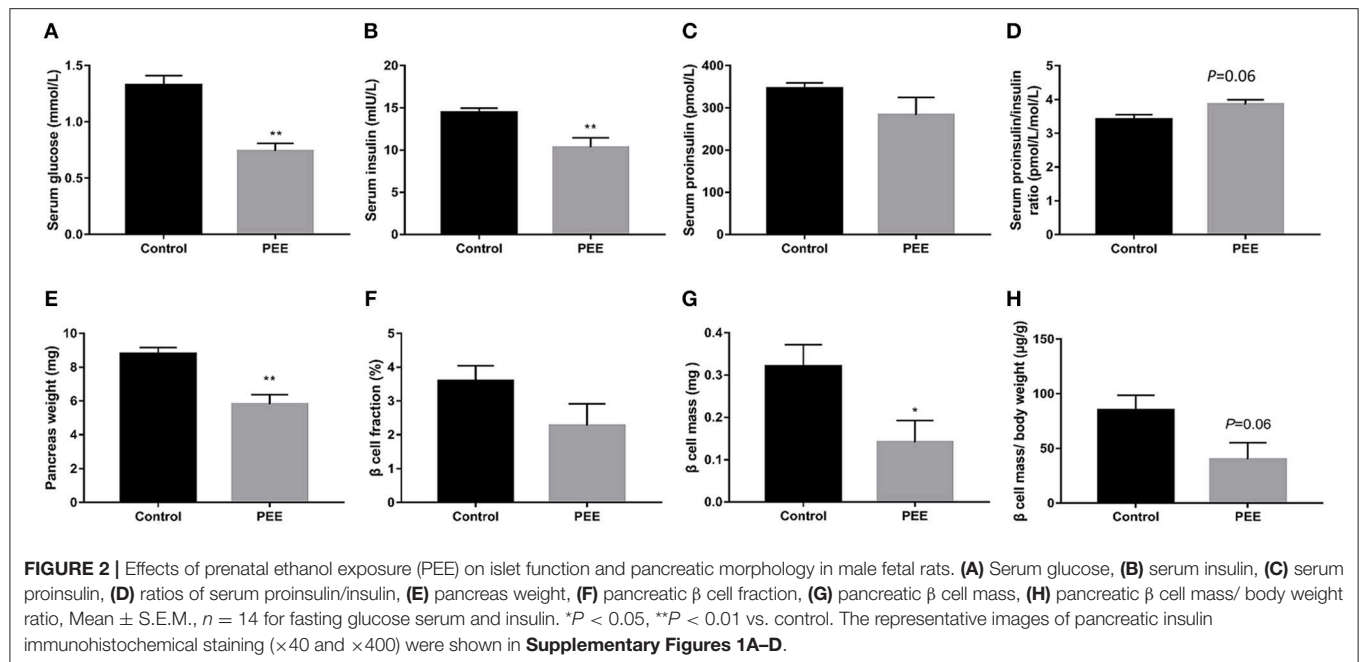 A
Serum glucose (mmol/L)
1.5
1.0
0.5
0.0
**
Control PEE
B
Serum insulin (mIU/L)
20
15
10
5
0
**
Control PEE
C
Serum proinsulin (pmol/L)
400
300
200
100
0
Control PEE
D
Serum proinsulin/insulin
ratio (pmol/L/mol/L)
5
4
3
2
1
0
P=0.06
Control PEE
E
Pancreas weight (mg)
10
8
6
4
2
0
**
Control PEE
F
β cell fraction (%)
5
4
3
2
1
0
Control PEE
G
β cell mass (mg )
0.4
0.3
0.2
0.1
0.0
*
Control PEE
H
β cell mass/ body weight (μg/g)
150
100
50
0
P=0.06
Control PEE
FIGURE 2 | Effects of prenatal ethanol exposure (PEE) on islet function and pancreatic morphology in male fetal rats. (A) Serum glucose, (B) serum insulin, (C) serum
proinsulin, (D) ratios of serum proinsulin/insulin, (E) pancreas weight, (F) pancreatic β cell fraction, (G) pancreatic β cell mass, (H) pancreatic β cell mass/ body weight
ratio, Mean ± S.E.M., n = 14 for fasting glucose serum and insulin. *P < 0.05, **P < 0.01 vs. control. The representative images of pancreatic insulin
immunohistochemical staining (×40 and ×400) were shown in Supplementary Figures 1A–D.